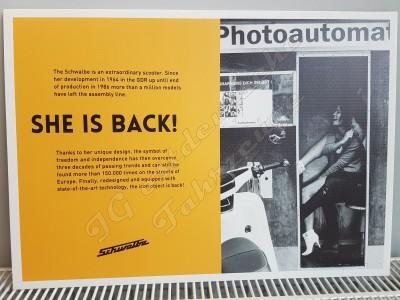 Photoautomat
The Schwalbe is an extraordinary scooter. Since
her development in 1964 in the GDR up until end
of production in 1986 more than a million models
have left the assembly line.
SHE IS BACK!
Thanks to her unique design, the symbol of
freedom and independence has then overcome
three decades of passing trends and can still be
found more than 150.000 times on the streets of
Europe. Finally, redesigned and equipped with
state-of-the-art technology, the icon object is back!
Schwalbe